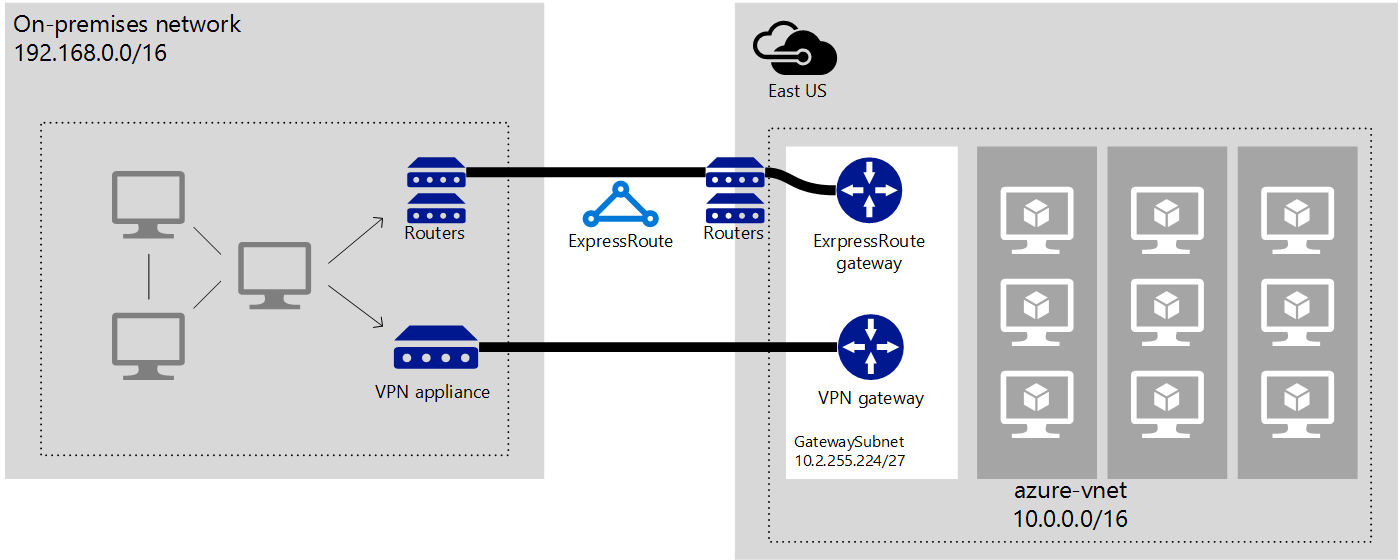 On-premises network
192.168.0.0/16
East US
Routers
ExpressRoute
Routers
ExrpressRoute
gateway
VPN appliance
VPN gateway
GatewaySubnet
10.2.255.224/27
azure-vnet
10.0.0.0/16